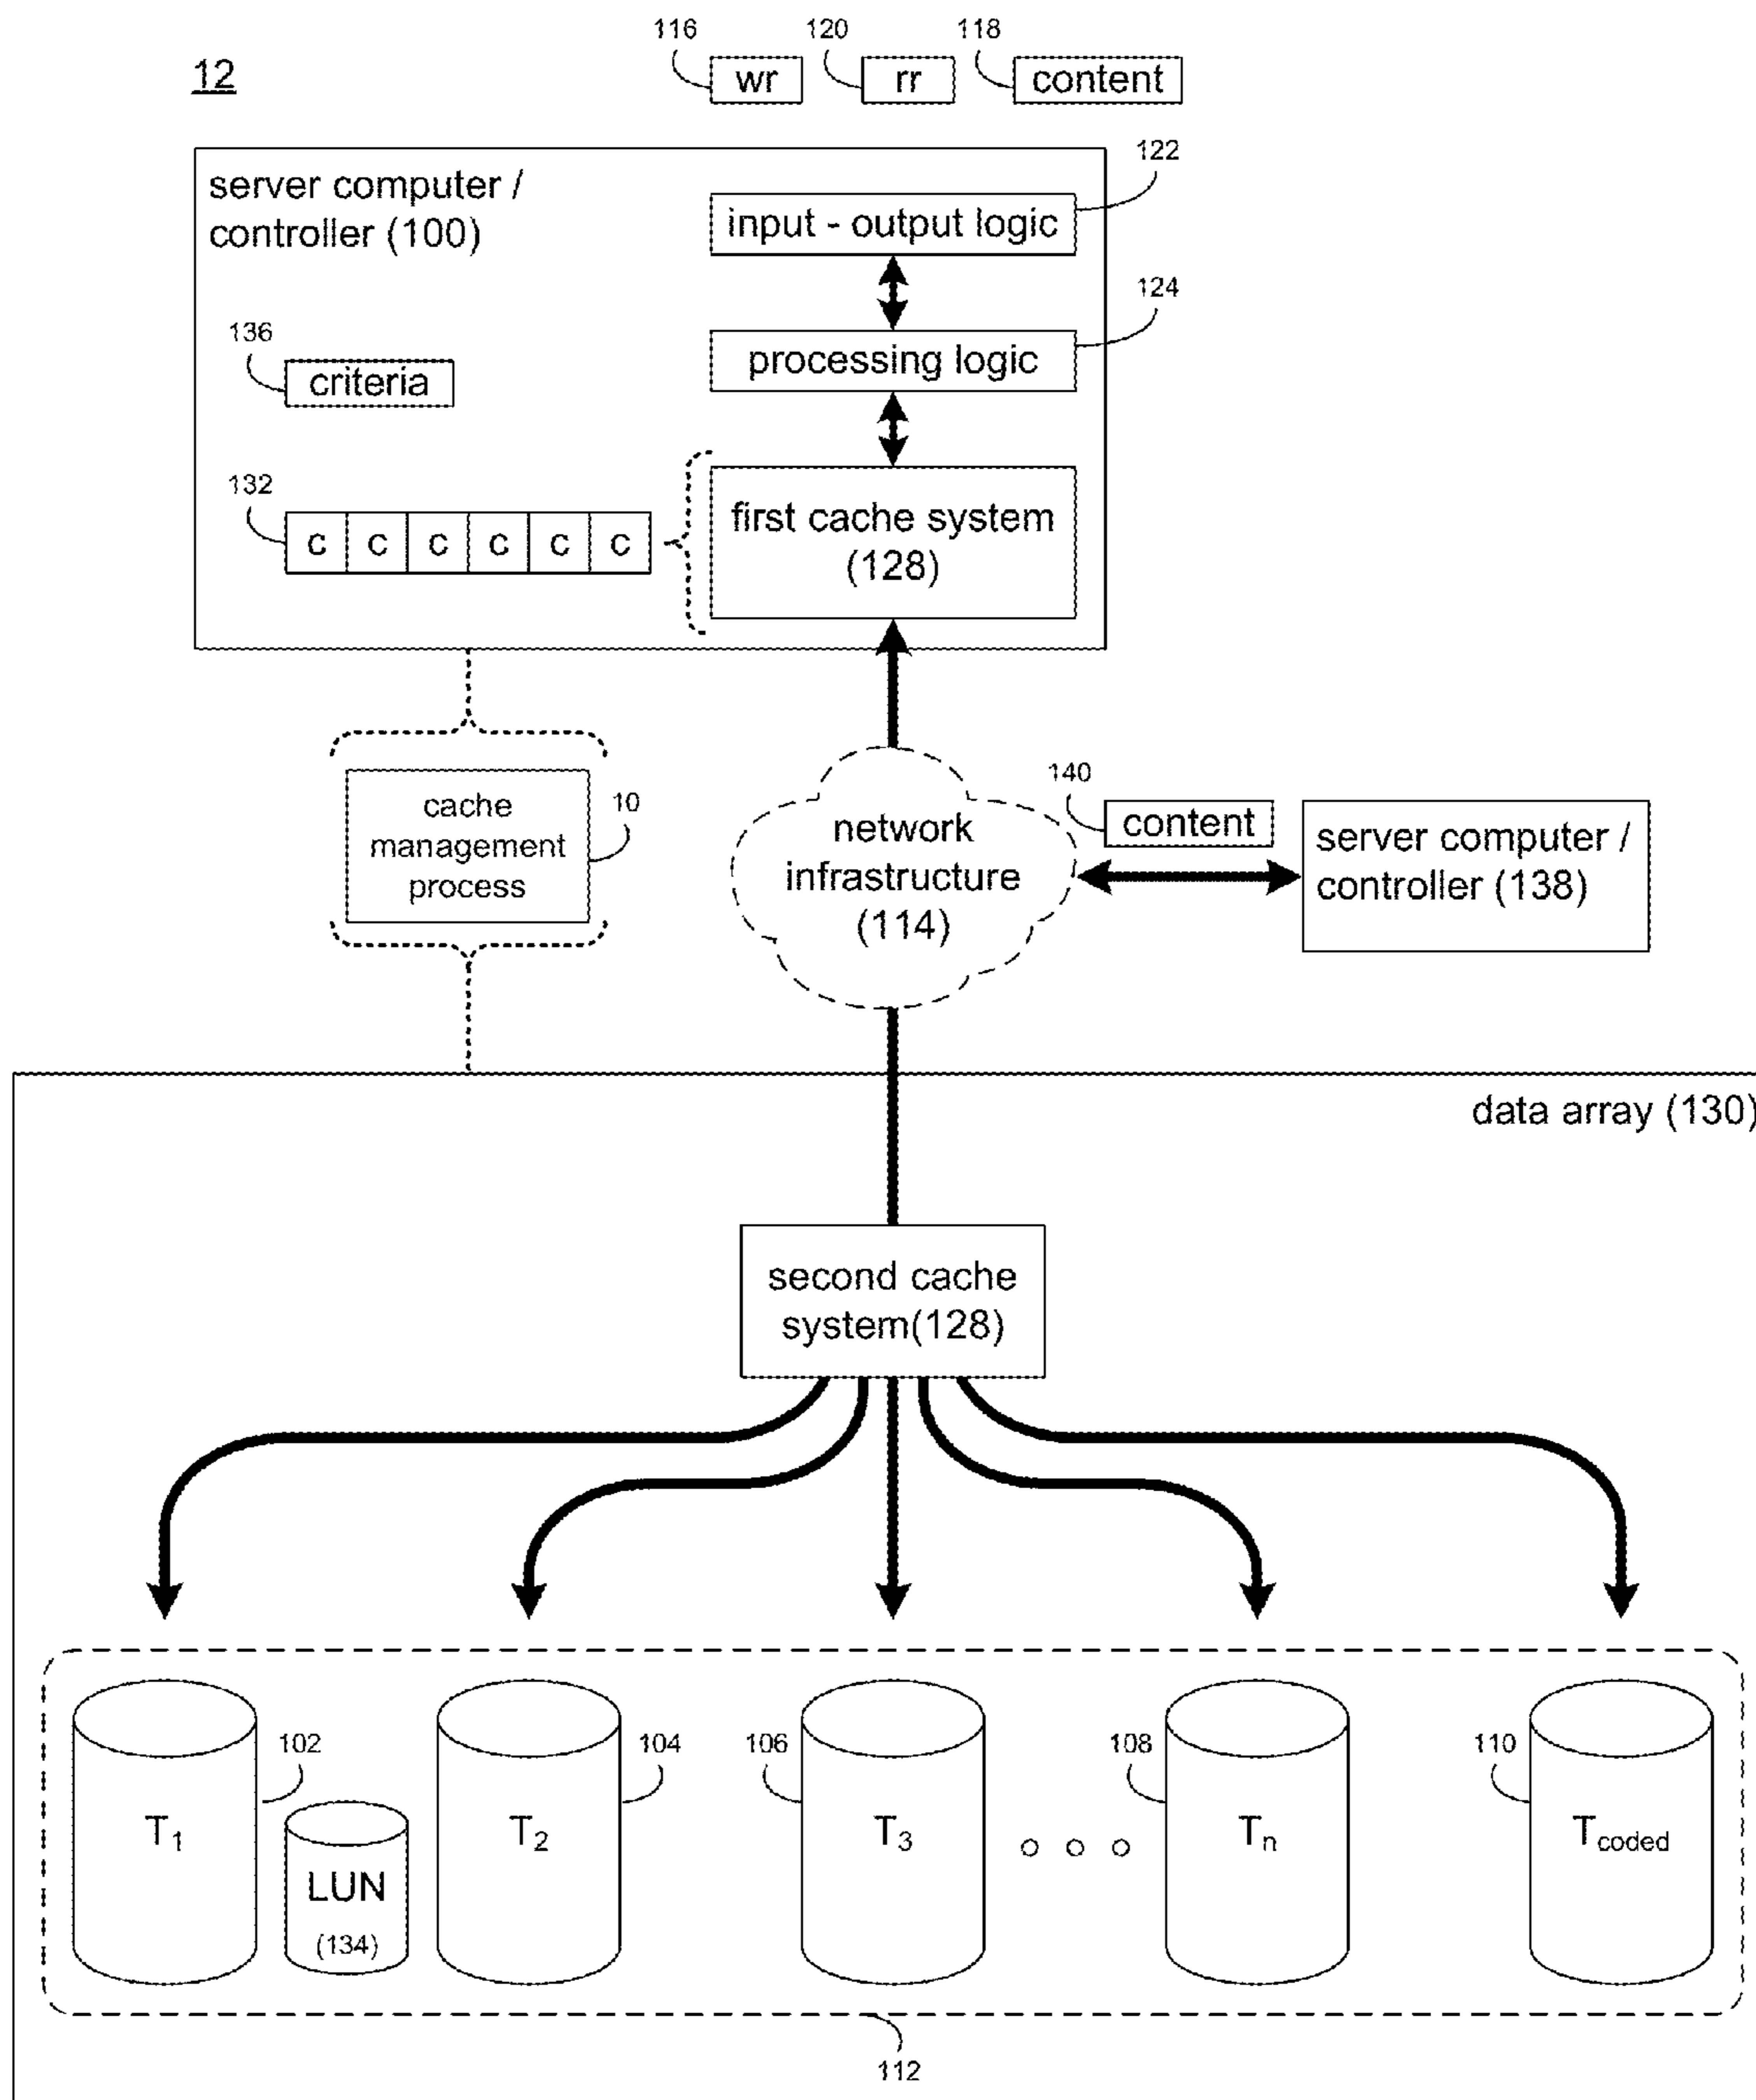 116
120
118
12
wr
rr
content
122
server computer /
controller (100)
input - output logic
124
136
criteria
processing logic
132
c c c c c c
first cache system
(128)
cache
management
process
10
network
infrastructure
(114)
140
content
server computer /
controller (138)
data array (130)
second cache
system(128)
102
104
106
108
110
T1
T2
T3
Tn
Tcoded
LUN
(134)
112